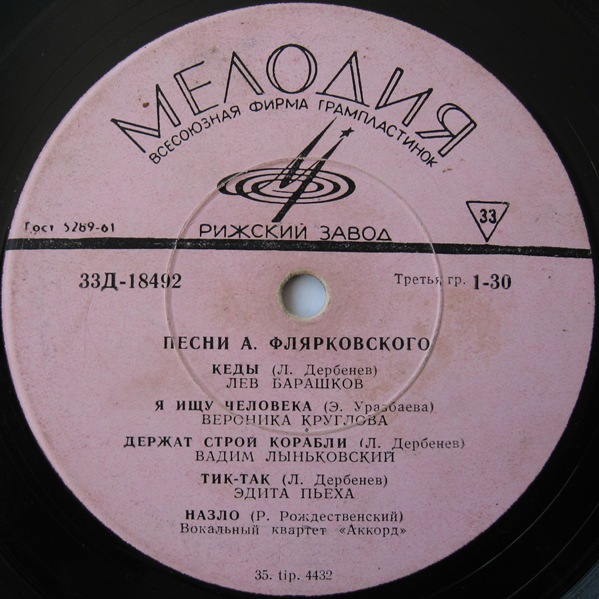 МЕЛОДИЯ
ВСЕСОЮЗНАЯ ФИРМА ГРАМПЛАСТИНОК
Гост 5289-61
РИЖСКИЙ ЗАВОД
33
33Д-18492
Третья гр. 1-30
ПЕСНИ А. ФЛЯРКОВСКОГО
КЕДЫ (Л. Дербенев)
ЛЕВ БАРАШКОВ
Я ИЩУ ЧЕЛОВЕКА (Э. Уразбаева)
ВЕРОНИКА КРУГЛОВА
ДЕРЖАТ СТРОЙ КОРАБЛИ (Л. Дербенев)
ВАДИМ ЛЫНЬКОВСКИЙ
ТИК-ТАК (Л. Дербенев)
ЭДИТА ПЬЕХА
НАЗЛО (Р. Рождественский)
Вокальный квартет «Аккорд»
35. tip. 4432